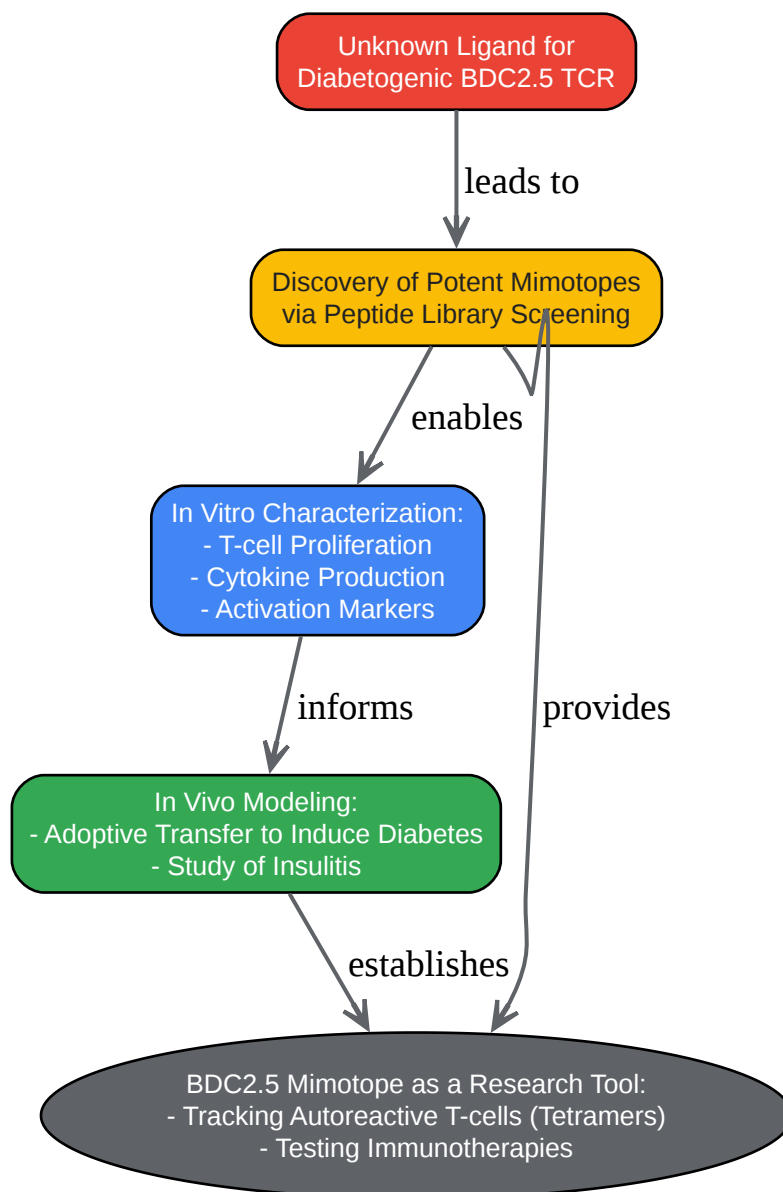 Unknown Ligand for
Diabetogenic BDC2.5 TCR
leads to
Discovery of Potent Mimotopes
via Peptide Library Screening
enables
In Vitro Characterization:
- T-cell Proliferation
- Cytokine Production
- Activation Markers
informs
provides
In Vivo Modeling:
- Adoptive Transfer to Induce Diabetes
- Study of Insulitis
establishes
BDC2.5 Mimotope as a Research Tool:
- Tracking Autoreactive T-cells (Tetramers)
- Testing Immunotherapies